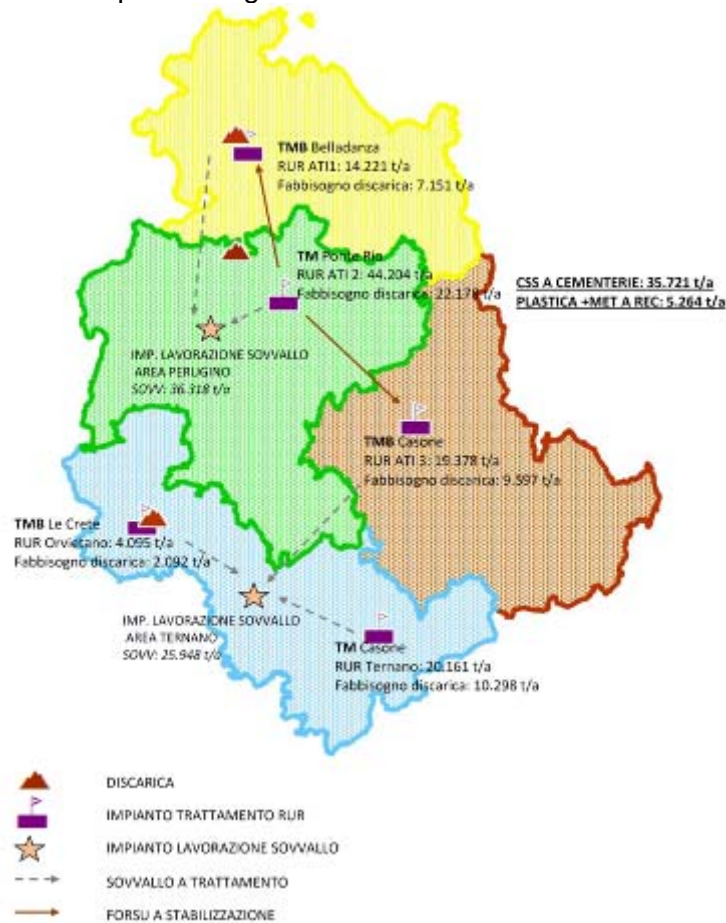 TMB Belladanza
RUR ATI1: 14.221 t/a
Fabbisogno discarica: 7.151 t/a
TM Ponte Rio
RUR ATI 2: 44.204 t/a
Fabbisogno discarica: 22.178 t/a
CSS A CEMENTERIE: 35.721 t/a
PLASTICA +MET A REC: 5.264 t/a
IMP. LAVORAZIONE SOVVALLO
AREA PERUGINO
SOVV: 36.318 t/a
TMB Casone
RUR ATI 3: 19.378 t/a
Fabbisogno discarica: 9.597 t/a
TMB Le Crete
RUR Orvietano: 4.095 t/a
Fabbisogno discarica: 2.092 t/a
IMP. LAVORAZIONE SOVVALLO
AREA TERNANO
SOVV: 25.948 t/a
TM Casone
RUR Ternano: 20.161 t/a
Fabbisogno discarica: 10.298 t/a
DISCARICA
IMPIANTO TRATTAMENTO RUR
IMPIANTO LAVORAZIONE SOVVALLO
SOVVALLO A TRATTAMENTO
FORSU A STABILIZZAZIONE